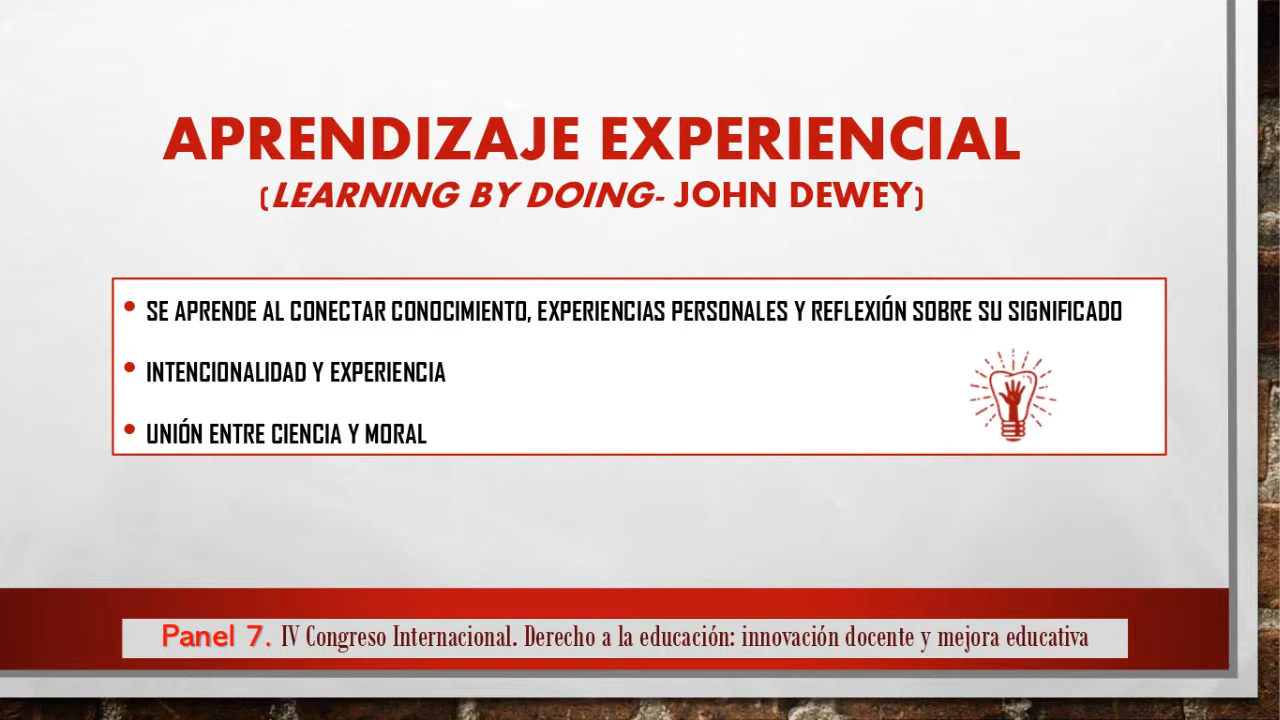 APRENDIZAJE EXPERIENCIAL
(LEARNING BY DOING- JOHN DEWEY)
• SE APRENDE AL CONECTAR CONOCIMIENTO, EXPERIENCIAS PERSONALES Y REFLEXIÓN SOBRE SU SIGNIFICADO
• INTENCIONALIDAD Y EXPERIENCIA
• UNIÓN ENTRE CIENCIA Y MORAL
Panel 7. IV Congreso Internacional. Derecho a la educación: innovación docente y mejora educativa